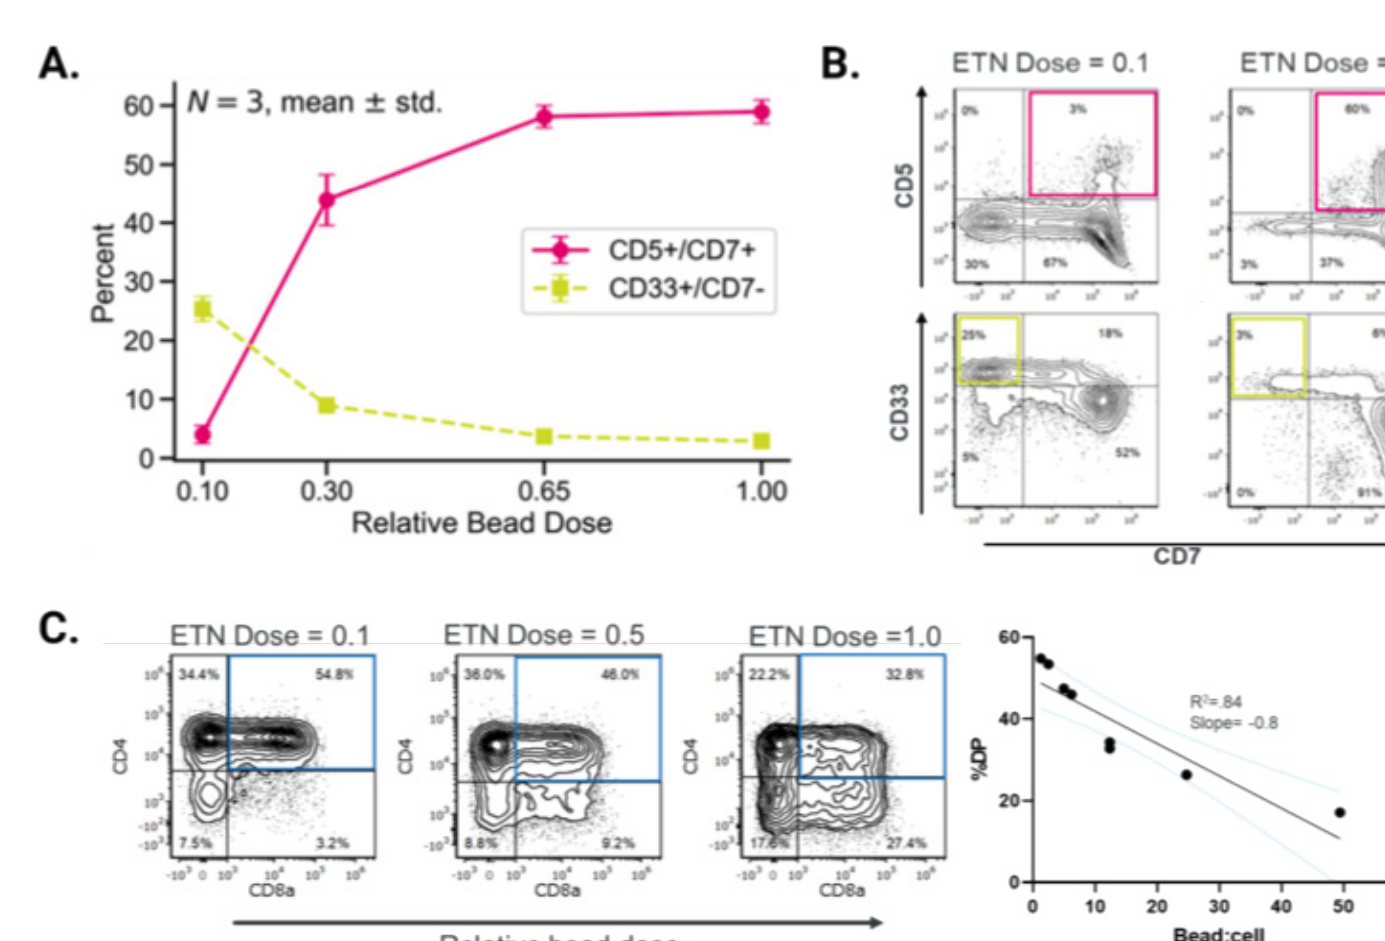 A.
N = 3, mean ± std.
60
50
40
30
20
10
0
Percent
CD5+/CD7+
CD33+/CD7-
0.10 0.30 0.65 1.00
Relative Bead Dose
B.
ETN Dose = 0.1
ETN Dose =
0% 3%
30% 67%
0% 60%
3% 37%
CD5
25% 18%
5% 52%
3%
0% 91%
CD33
CD7
C.
ETN Dose = 0.1
34.4% 54.8%
7.5% 3.2%
CD4
CD8a
ETN Dose = 0.5
36.0% 46.0%
8.8% 9.2%
CD4
CD8a
ETN Dose =1.0
22.2% 32.8%
17.6% 27.4%
CD4
CD8a
Relative bead dose
60
40
20
0
%DP
R²=.84
Slope= -0.8
0 10 20 30 40 50
Bead:cell